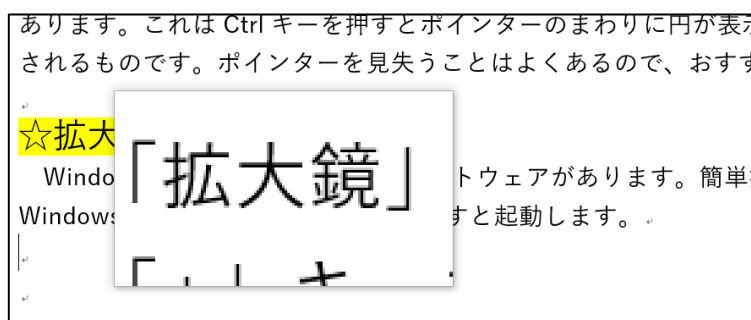 あります。これは Ctrl キーを押すとポインターのまわりに円が表示
されるものです。ポインターを見失うことはよくあるので、おすす
☆拡大
「拡大鏡」
Windo
トウェアがあります。簡単
Windows
すと起動します。